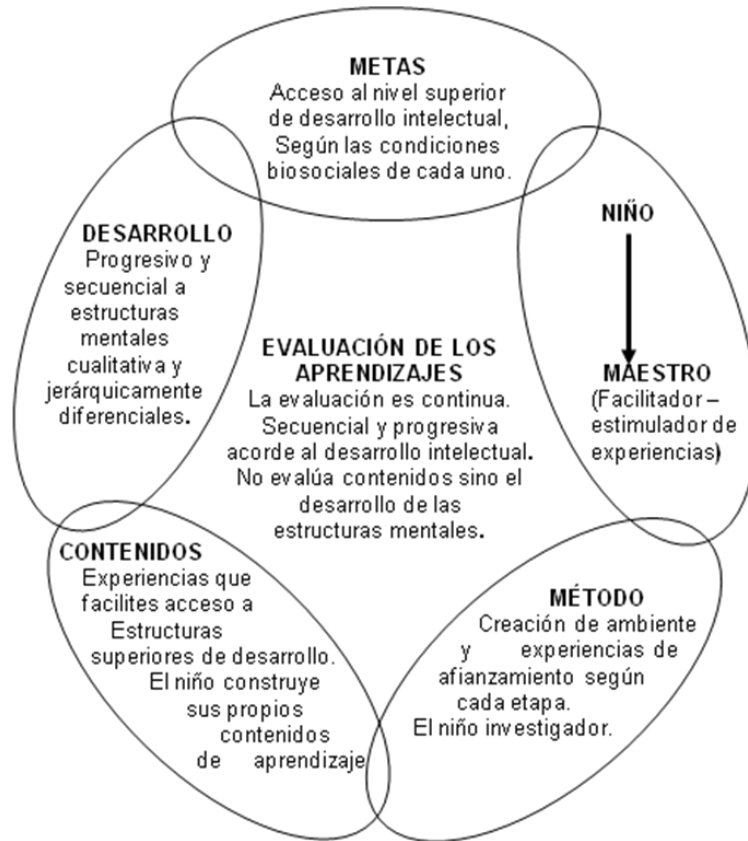 METAS
Acceso al nivel superior
de desarrollo intelectual,
Según las condiciones
biosociales de cada uno.
DESARROLLO
Progresivo y
secuencial a
estructuras
mentales
cualitativa y
jerárquicamente
diferenciales.
NIÑO
MAESTRO
(Facilitador –
estimulador de
experiencias)
EVALUACIÓN DE LOS
APRENDIZAJES
La evaluación es continua.
Secuencial y progresiva
acorde al desarrollo intelectual.
No evalúa contenidos sino el
desarrollo de las
estructuras mentales.
CONTENIDOS
Experiencias que
facilites acceso a
Estructuras
superiores de desarrollo.
El niño construye
sus propios
contenidos
de aprendizaje
MÉTODO
Creación de ambiente
y experiencias de
afianzamiento según
cada etapa.
El niño investigador.